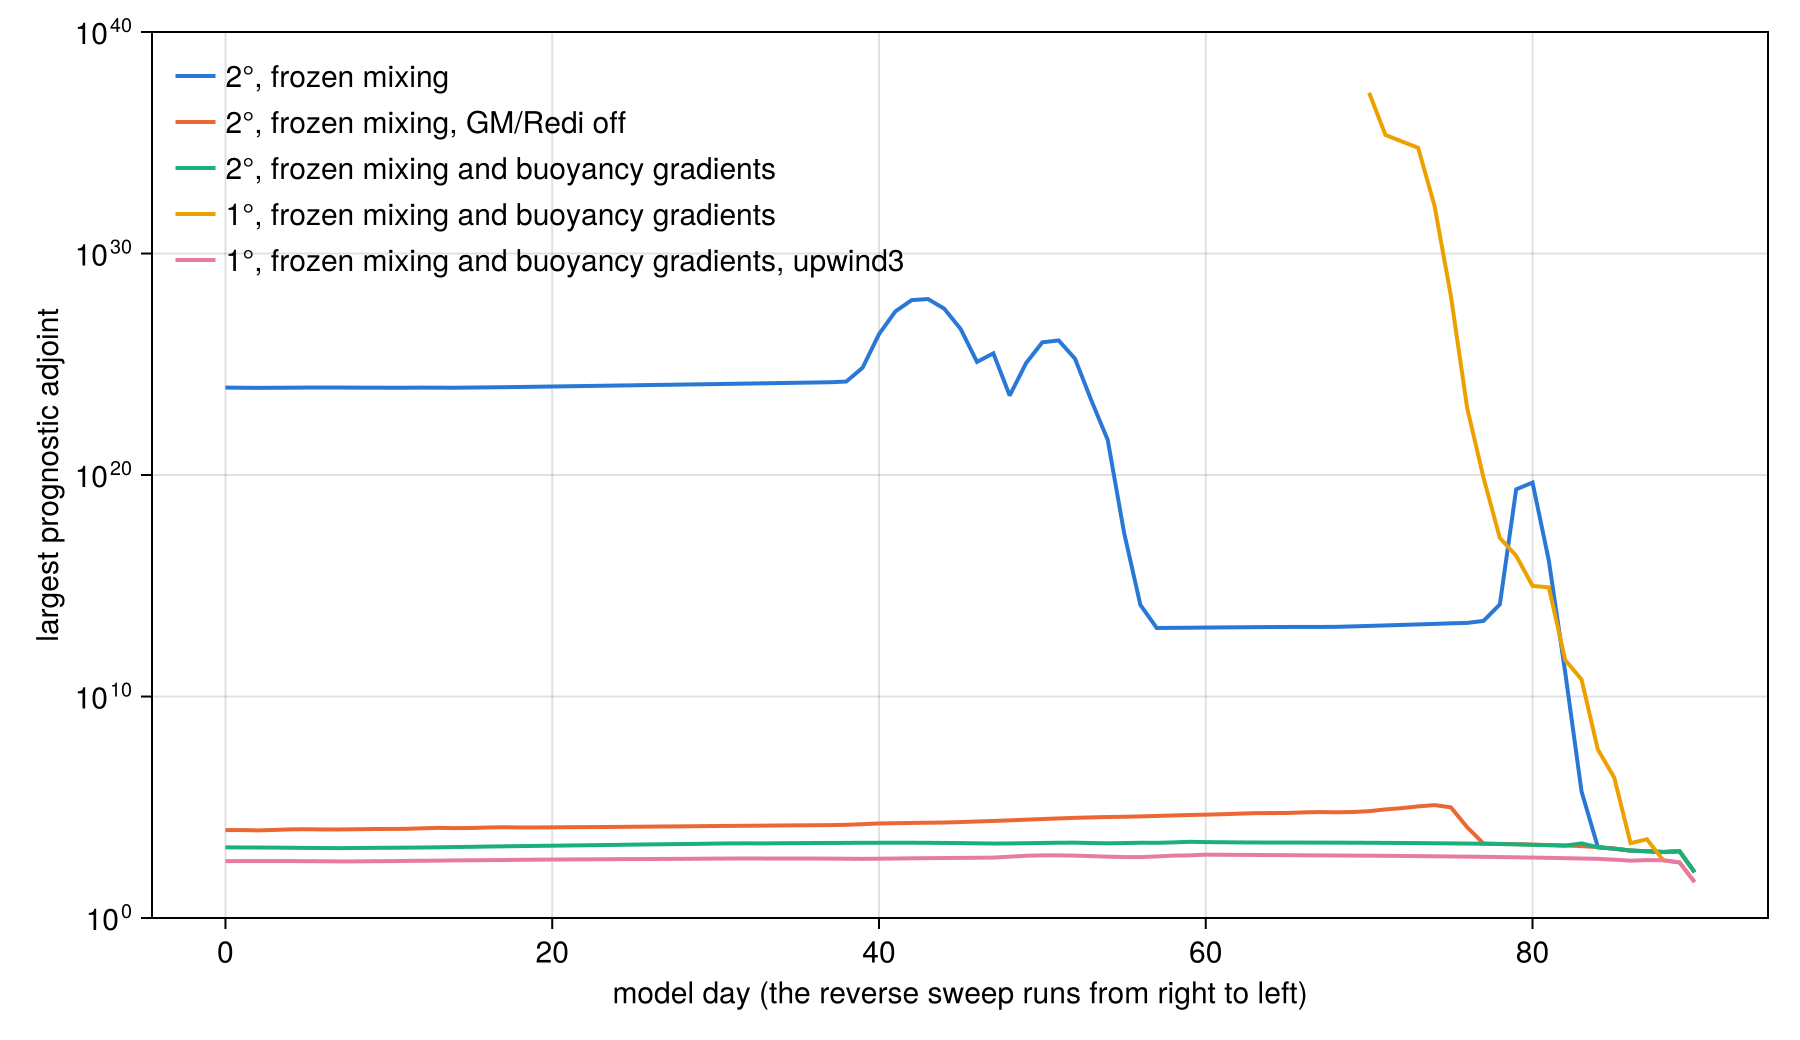 10^40
2°, frozen mixing
2°, frozen mixing, GM/Redi off
2°, frozen mixing and buoyancy gradients
1°, frozen mixing and buoyancy gradients
10^30
1°, frozen mixing and buoyancy gradients, upwind3
largest prognostic adjoint
10^20
10^10
10^0
0 20 40 60 80
model day (the reverse sweep runs from right to left)